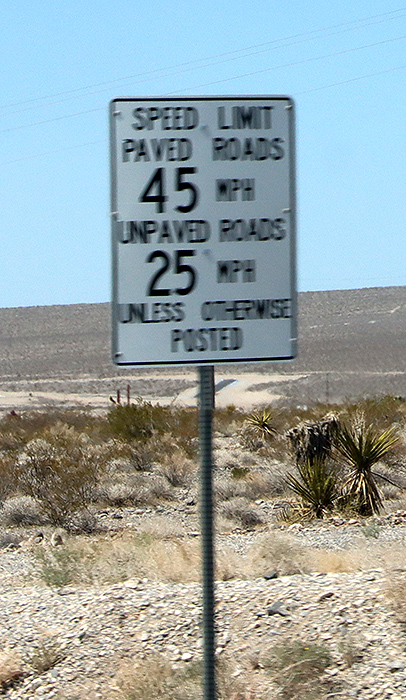 SPEED LIMIT
PAVED ROADS
45 MPH
UNPAVED ROADS
25 MPH
UNLESS OTHERWISE
POSTED